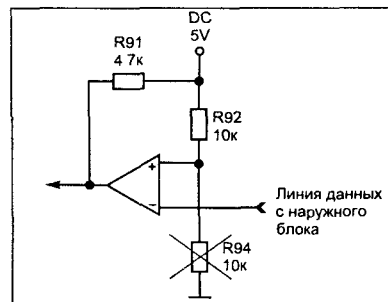 DC
5V
R91
4 7к
R92
10к
+
−
Линия данных
с наружного
блока
R94
10к